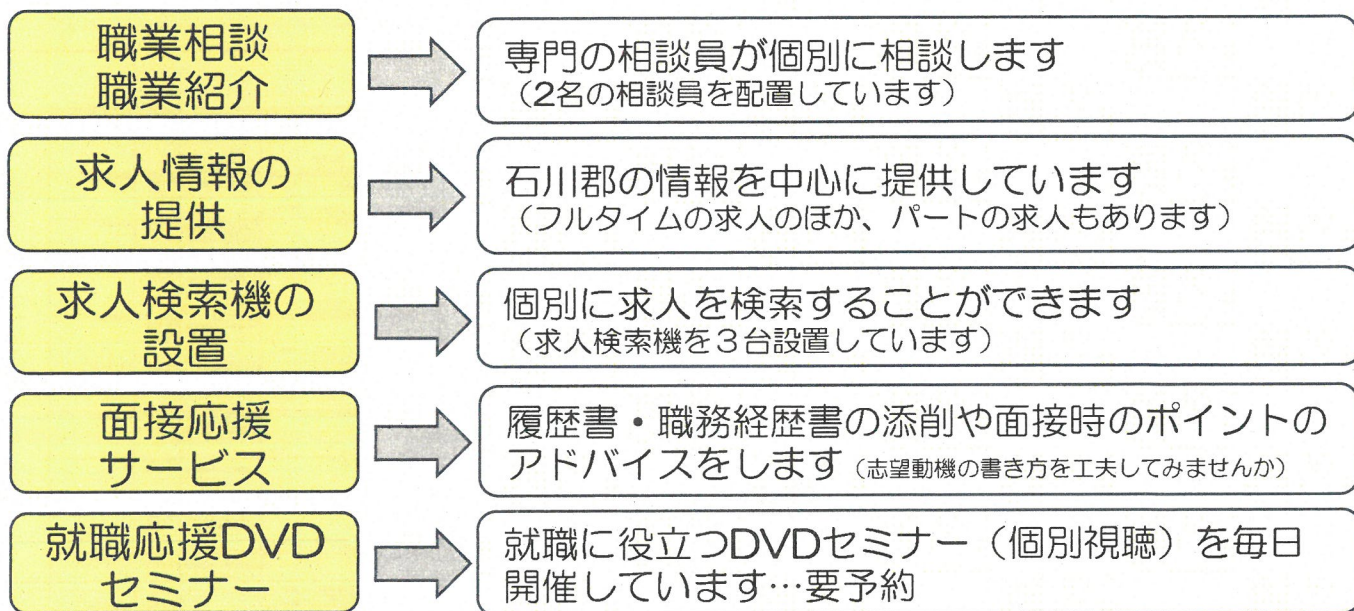 職業相談
職業紹介
専門の相談員が個別に相談します
（2名の相談員を配置しています）
求人情報の
提供
石川郡の情報を中心に提供しています
（フルタイムの求人のほか、パートの求人もあります）
求人検索機の
設置
個別に求人を検索することができます
（求人検索機を３台設置しています）
面接応援
サービス
履歴書・職務経歴書の添削や面接時のポイントの
アドバイスをします（志望動機の書き方を工夫してみませんか）
就職応援DVD
セミナー
就職に役立つDVDセミナー（個別視聴）を毎日
開催しています…要予約